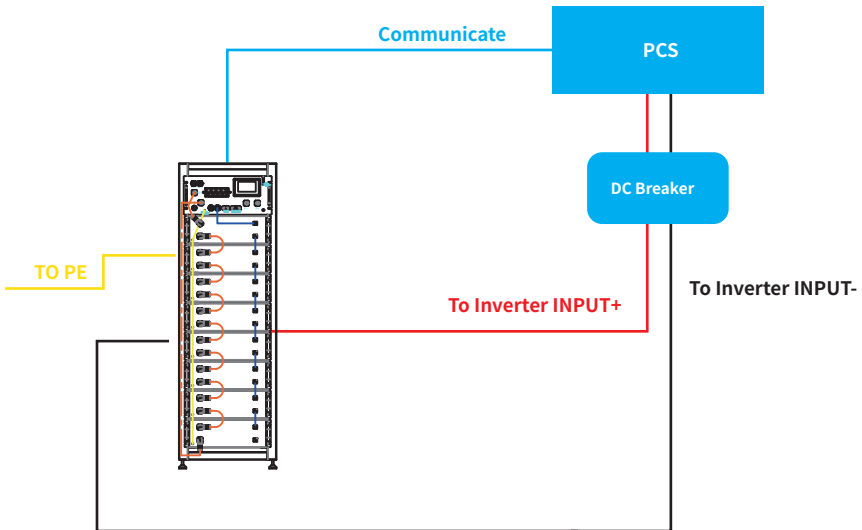 Communicate
PCS
DC Breaker
TO PE
To Inverter INPUT+
To Inverter INPUT-